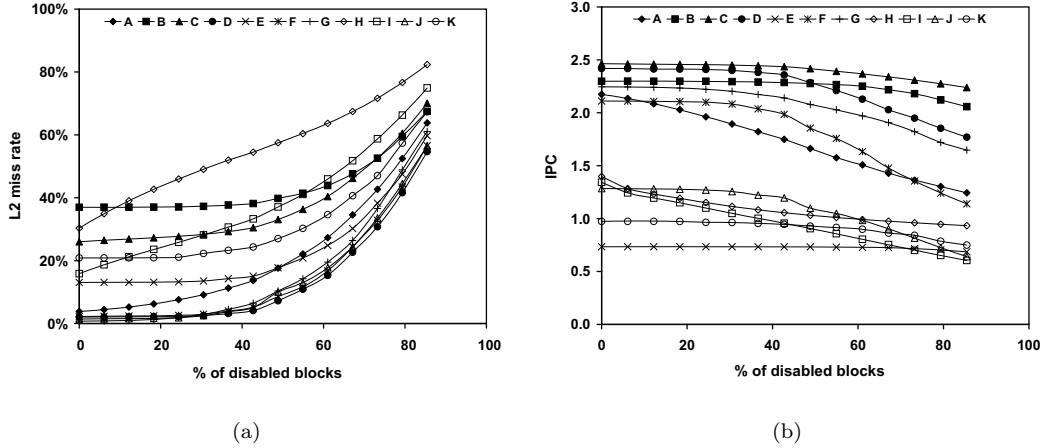 A B C D E F G H I J K
80%
60%
40%
20%
0%
L2 miss rate
0 20 40 60 80 100
% of disabled blocks
(a)
A B C D E F G H I J K
3.0
2.5
2.0
1.5
1.0
0.5
0.0
IPC
0 20 40 60 80 100
% of disabled blocks
(b)